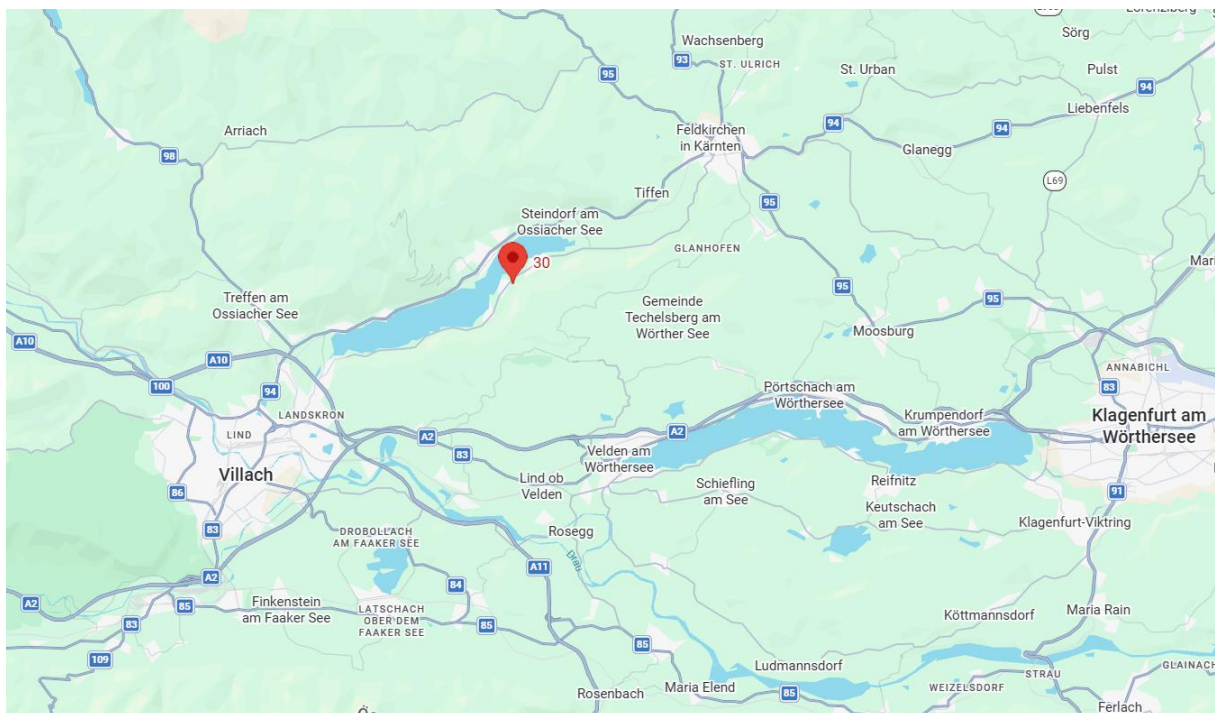 Sörg
Wachsenberg
93
ST. ULRICH
St. Urban
Pulst
95
94
Liebenfels
Arriach
Feldkirchen
in Kärnten
94
94
Glanegg
98
L69
Tiffen
95
Steindorf am
Ossiacher See
GLANHOFEN
30
Treffen am
Ossiacher See
95
95
Gemeinde
Techelsberg am
Wörther See
Moosburg
A10
A10
100
94
ANNABICHL
83
Pörtschach am
Wörthersee
LANDSKRON
Krumpendorf
am Wörthersee
Klagenfurt am
Wörthersee
LIND
A2
A2
83
Velden am
Wörthersee
Villach
Lind ob
Velden
Schiefling
am See
Reifnitz
86
91
Keutschach
am See
Klagenfurt-Viktring
83
DROBOLLACH
AM FAAKER SEE
Rosegg
Drau
A11
A2
84
A2
85
Finkenstein
am Faaker See
LATSCHACH
OBER DEM
FAAKER SEE
85
83
Köttmannsdorf
Maria Rain
85
109
Ludmannsdorf
GLAINACH
STRAU
Rosenbach
Maria Elend
85
WEIZELSDORF
Ferlach